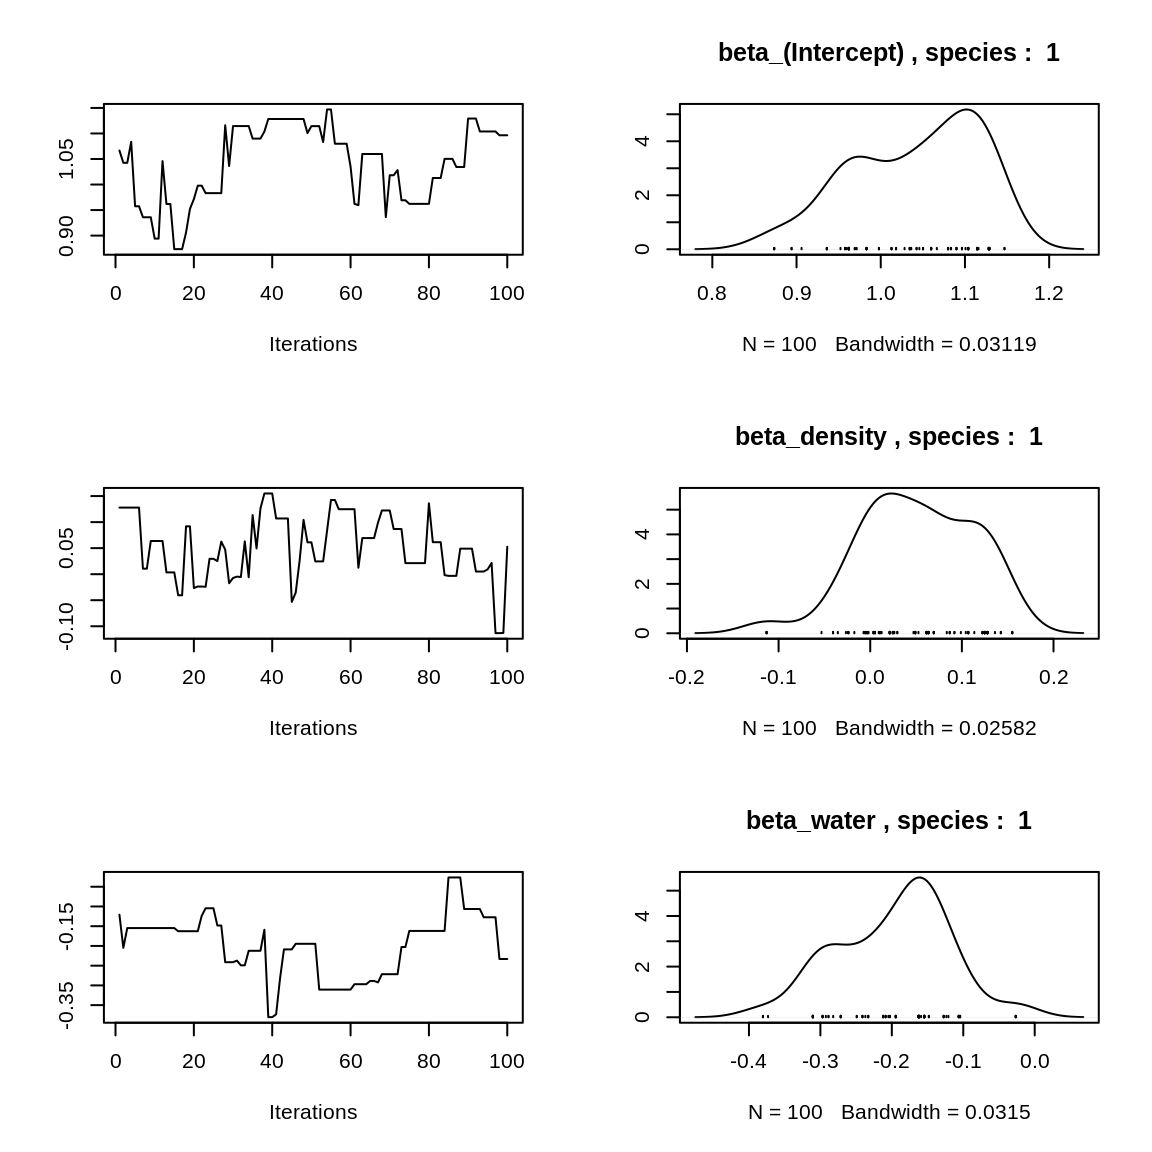 beta_(Intercept) , species :  1
1.05
0.90
0 20 40 60 80 100
Iterations
4
2
0
0.8 0.9 1.0 1.1 1.2
N = 100   Bandwidth = 0.03119
beta_density , species :  1
0.05
-0.10
0 20 40 60 80 100
Iterations
4
2
0
-0.2 -0.1 0.0 0.1 0.2
N = 100   Bandwidth = 0.02582
beta_water , species :  1
-0.15
-0.35
0 20 40 60 80 100
Iterations
4
2
0
-0.4 -0.3 -0.2 -0.1 0.0
N = 100   Bandwidth = 0.0315